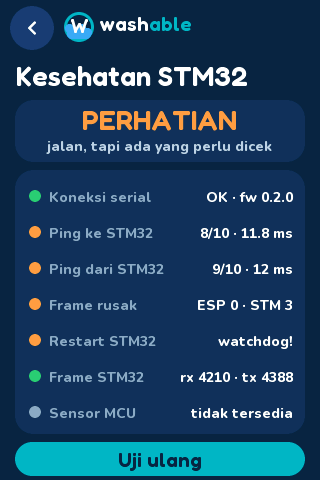 washable
Kesehatan STM32
PERHATIAN
jalan, tapi ada yang perlu dicek
Koneksi serial OK · fw 0.2.0
Ping ke STM32 8/10 · 11.8 ms
Ping dari STM32 9/10 · 12 ms
Frame rusak ESP 0 · STM 3
Restart STM32 watchdog!
Frame STM32 rx 4210 · tx 4388
Sensor MCU tidak tersedia
Uji ulang